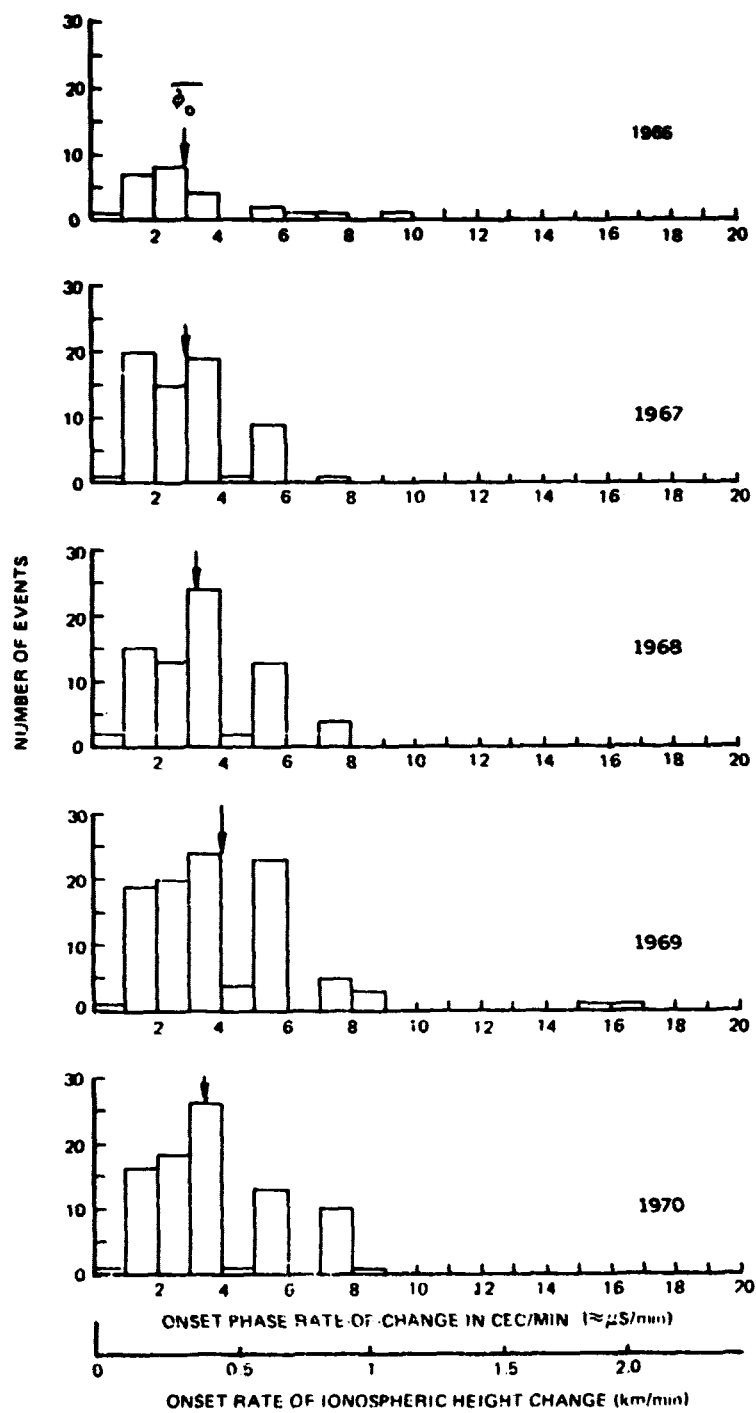 30
20
10
0
φ̇₀
1966
2 4 6 8 10 12 14 16 18 20
30
20
10
0
1967
2 4 6 8 10 12 14 16 18 20
NUMBER OF EVENTS
30
20
10
0
1968
2 4 6 8 10 12 14 16 18 20
30
20
10
0
1969
2 4 6 8 10 12 14 16 18 20
30
20
10
0
1970
2 4 6 8 10 12 14 16 18 20
ONSET PHASE RATE-OF-CHANGE IN CEC/MIN (≈μS/min)
0 0.5 1 1.5 2.0
ONSET RATE OF IONOSPHERIC HEIGHT CHANGE (km/min)